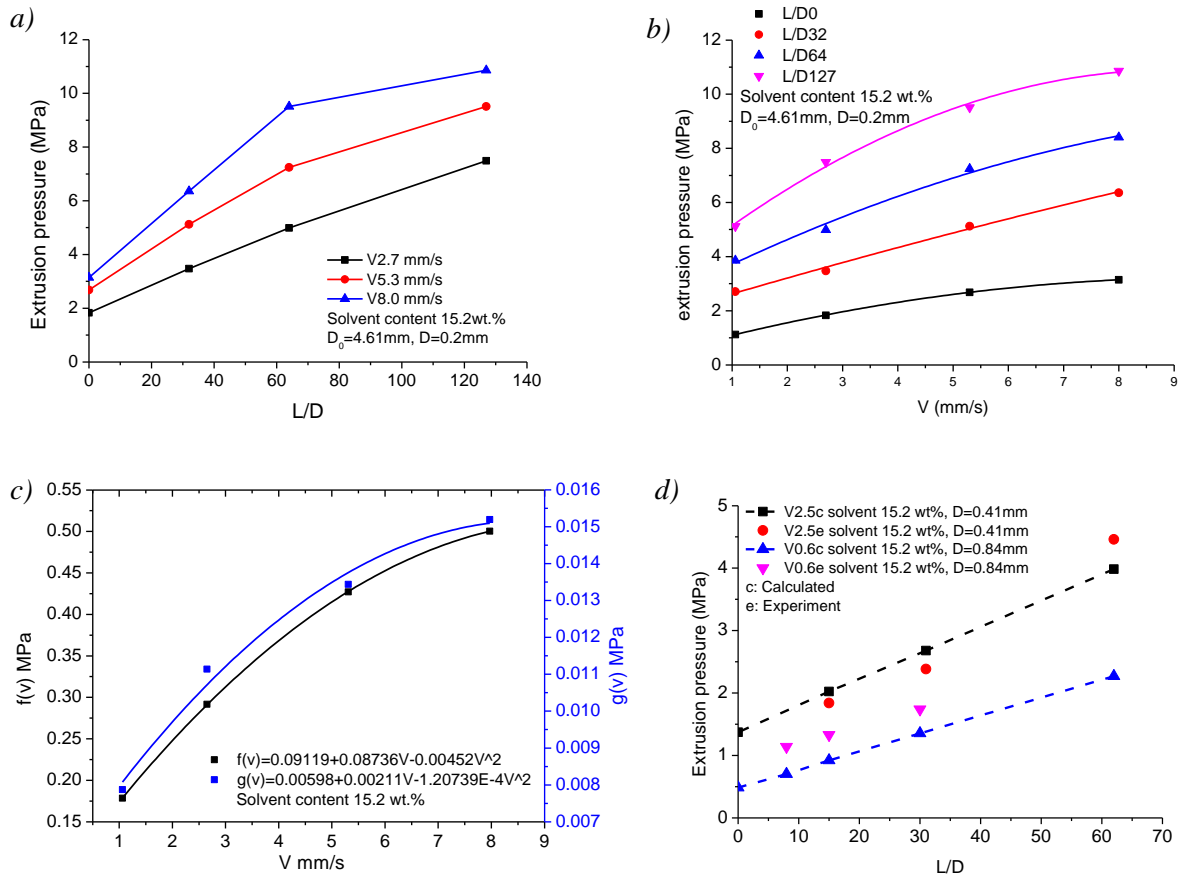 a)
12
10
8
6
4
2
0
Extrusion pressure (MPa)
V2.7 mm/s
V5.3 mm/s
V8.0 mm/s
Solvent content 15.2wt.%
D0=4.61mm, D=0.2mm
0 20 40 60 80 100 120 140
L/D
b)
L/D0
L/D32
L/D64
L/D127
Solvent content 15.2 wt.%
D0=4.61mm, D=0.2mm
12
10
8
6
4
2
0
extrusion pressure (MPa)
1 2 3 4 5 6 7 8 9
V (mm/s)
c)
0.55
0.50
0.45
0.40
0.35
0.30
0.25
0.20
0.15
f(v) MPa
0.016
0.015
0.014
0.013
0.012
0.011
0.010
0.009
0.008
0.007
g(v) MPa
f(v)=0.09119+0.08736V-0.00452V^2
g(v)=0.00598+0.00211V-1.20739E-4V^2
Solvent content 15.2 wt.%
1 2 3 4 5 6 7 8 9
V mm/s
d)
5
4
3
2
1
0
Extrusion pressure (MPa)
V2.5c solvent 15.2 wt%, D=0.41mm
V2.5e solvent 15.2 wt%, D=0.41mm
V0.6c solvent 15.2 wt%, D=0.84mm
V0.6e solvent 15.2 wt%, D=0.84mm
c: Calculated
e: Experiment
0 10 20 30 40 50 60 70
L/D